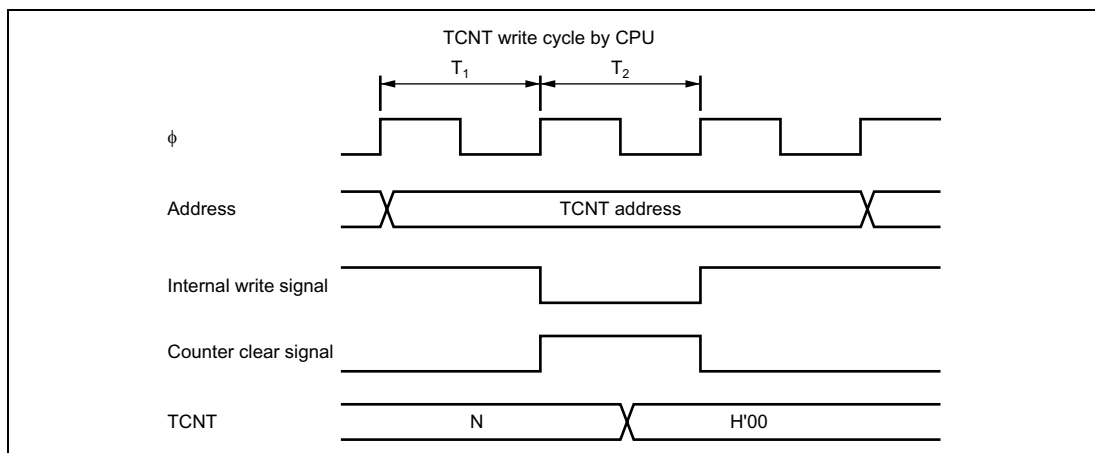 TCNT write cycle by CPU
T₁ T₂
ϕ
Address TCNT address
Internal write signal
Counter clear signal
TCNT N H'00